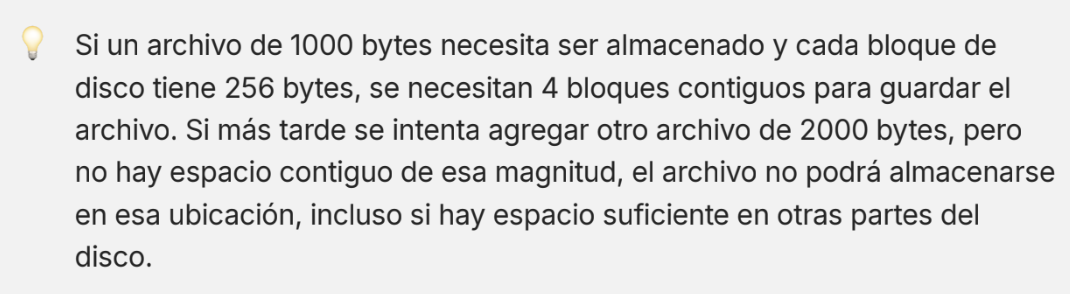 Si un archivo de 1000 bytes necesita ser almacenado y cada bloque de
disco tiene 256 bytes, se necesitan 4 bloques contiguos para guardar el
archivo. Si más tarde se intenta agregar otro archivo de 2000 bytes, pero
no hay espacio contiguo de esa magnitud, el archivo no podrá almacenarse
en esa ubicación, incluso si hay espacio suficiente en otras partes del
disco.